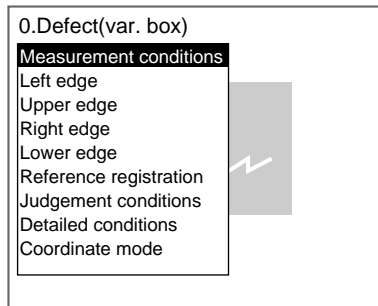 0.Defect(var. box)
Measurement conditions
Left edge
Upper edge
Right edge
Lower edge
Reference registration
Judgement conditions
Detailed conditions
Coordinate mode